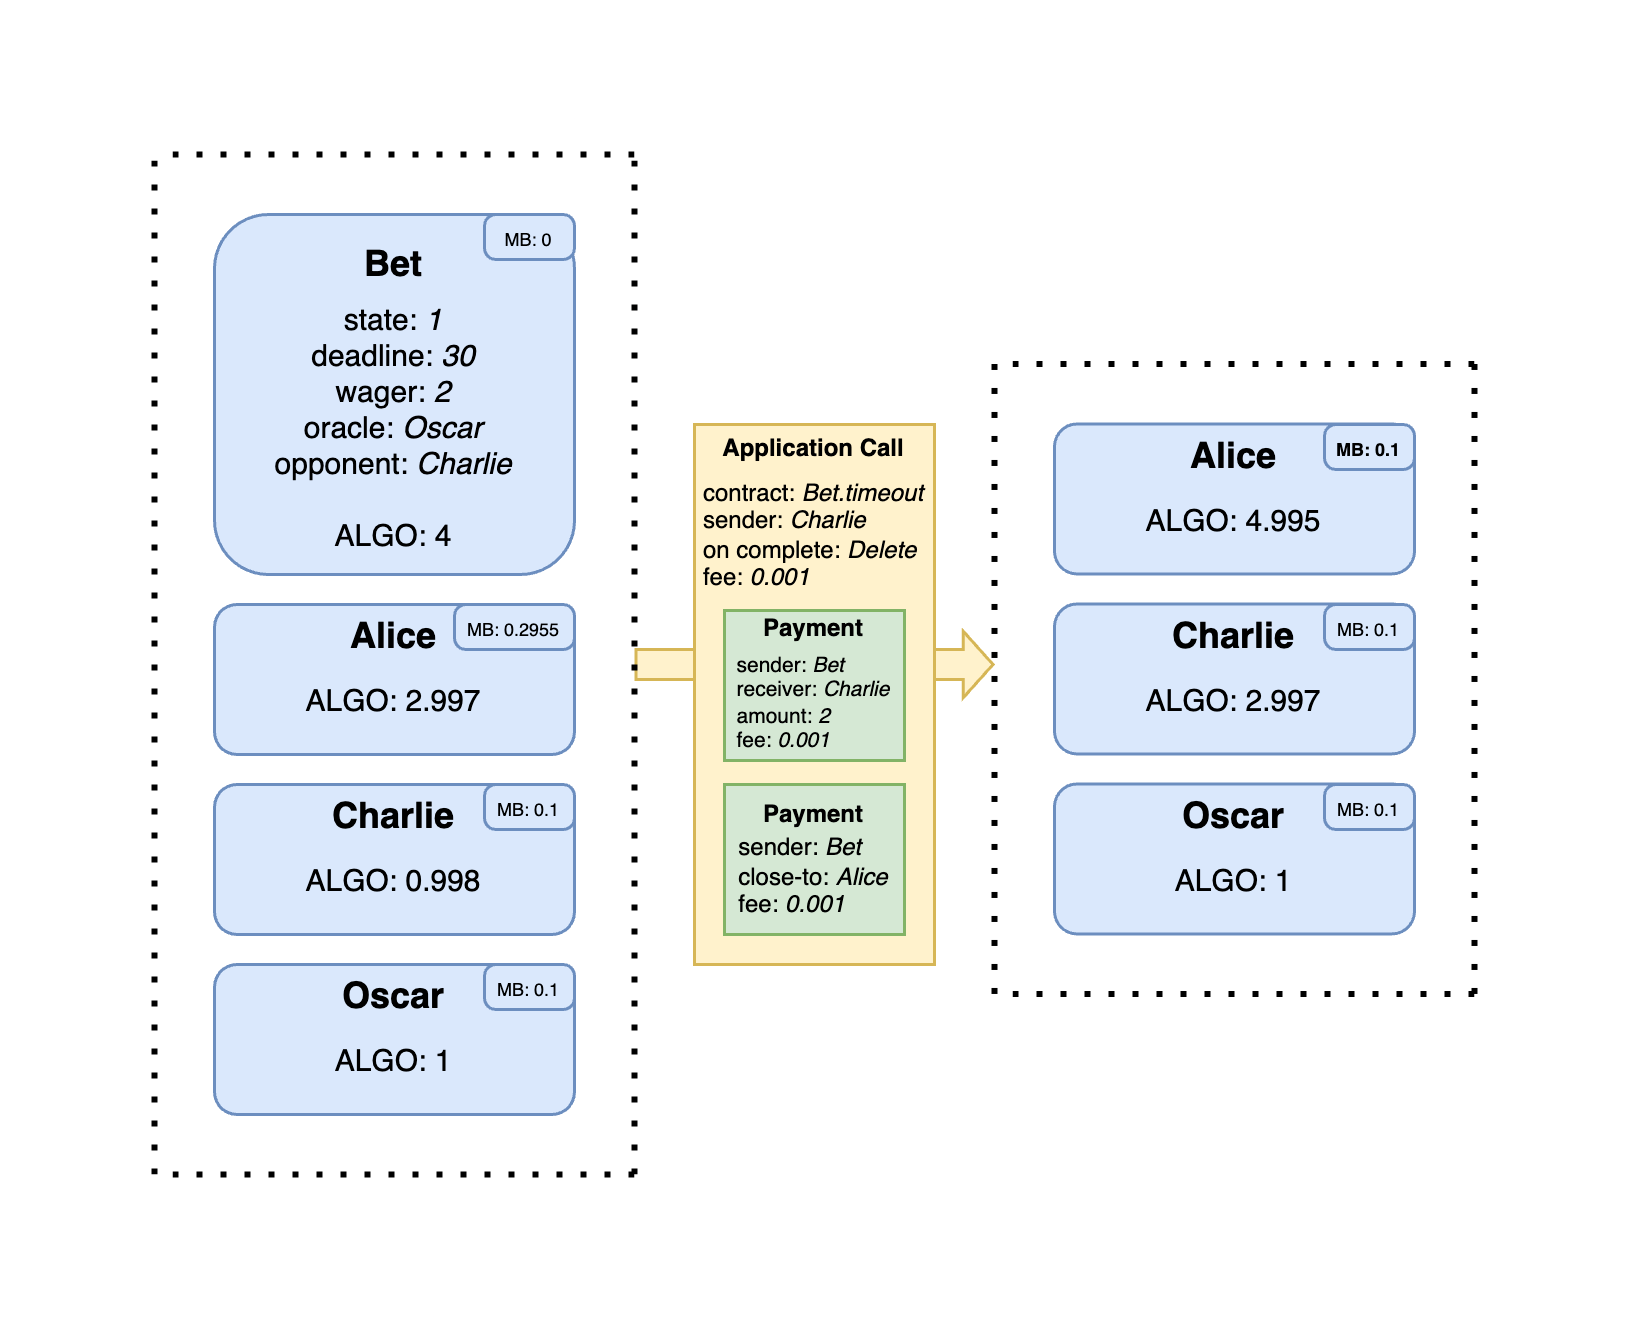 MB: 0
Bet
state: 1
deadline: 30
wager: 2
oracle: Oscar
opponent: Charlie
ALGO: 4
Alice
MB: 0.2955
ALGO: 2.997
Charlie
MB: 0.1
ALGO: 0.998
Oscar
MB: 0.1
ALGO: 1
Application Call
contract: Bet.timeout
sender: Charlie
on complete: Delete
fee: 0.001
Payment
sender: Bet
receiver: Charlie
amount: 2
fee: 0.001
Payment
sender: Bet
close-to: Alice
fee: 0.001
Alice
MB: 0.1
ALGO: 4.995
Charlie
MB: 0.1
ALGO: 2.997
Oscar
MB: 0.1
ALGO: 1